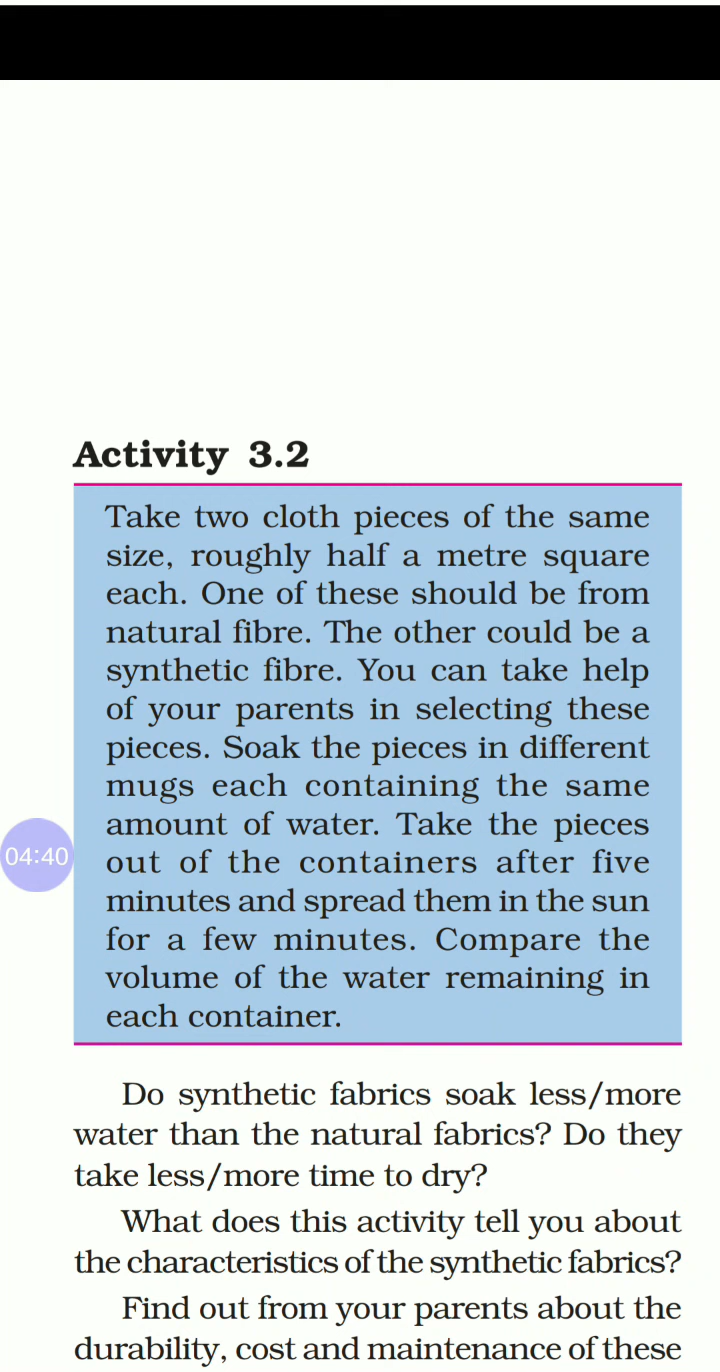 Activity 3.2
Take two cloth pieces of the same
size, roughly half a metre square
each. One of these should be from
natural fibre. The other could be a
synthetic fibre. You can take help
of your parents in selecting these
pieces. Soak the pieces in different
mugs each containing the same
amount of water. Take the pieces
out of the containers after five
minutes and spread them in the sun
for a few minutes. Compare the
volume of the water remaining in
each container.
04:40
Do synthetic fabrics soak less/more
water than the natural fabrics? Do they
take less/more time to dry?
What does this activity tell you about
the characteristics of the synthetic fabrics?
Find out from your parents about the
durability, cost and maintenance of these